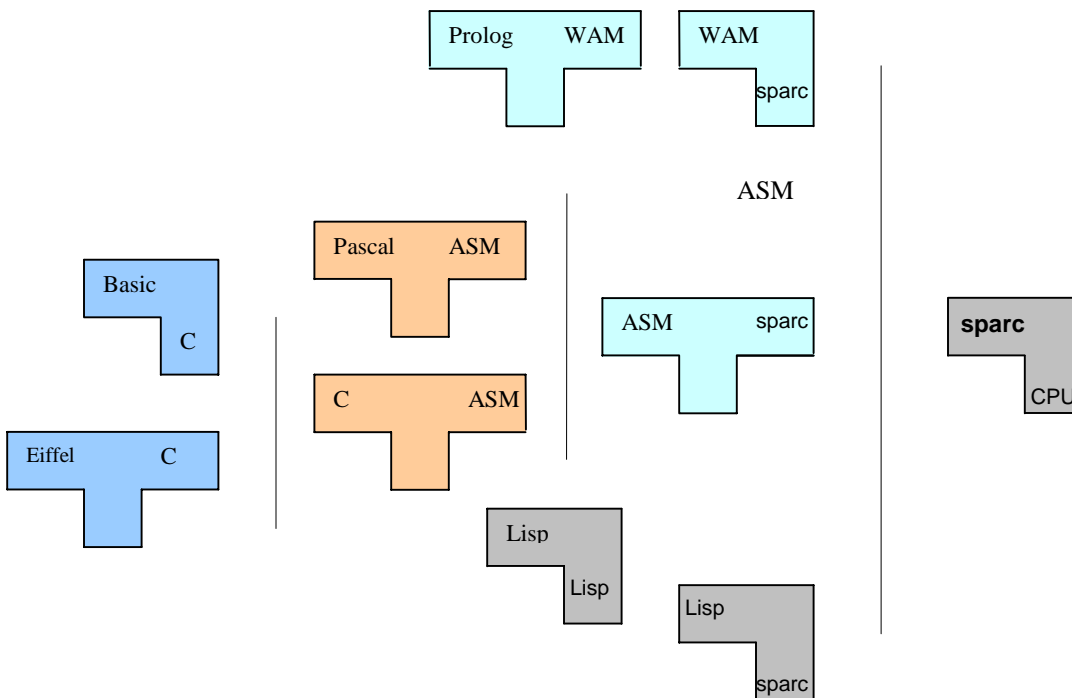 Prolog WAM
WAM
sparc
ASM
Pascal ASM
Basic
C
ASM sparc
sparc
CPU
C ASM
Eiffel C
Lisp
Lisp
Lisp
sparc